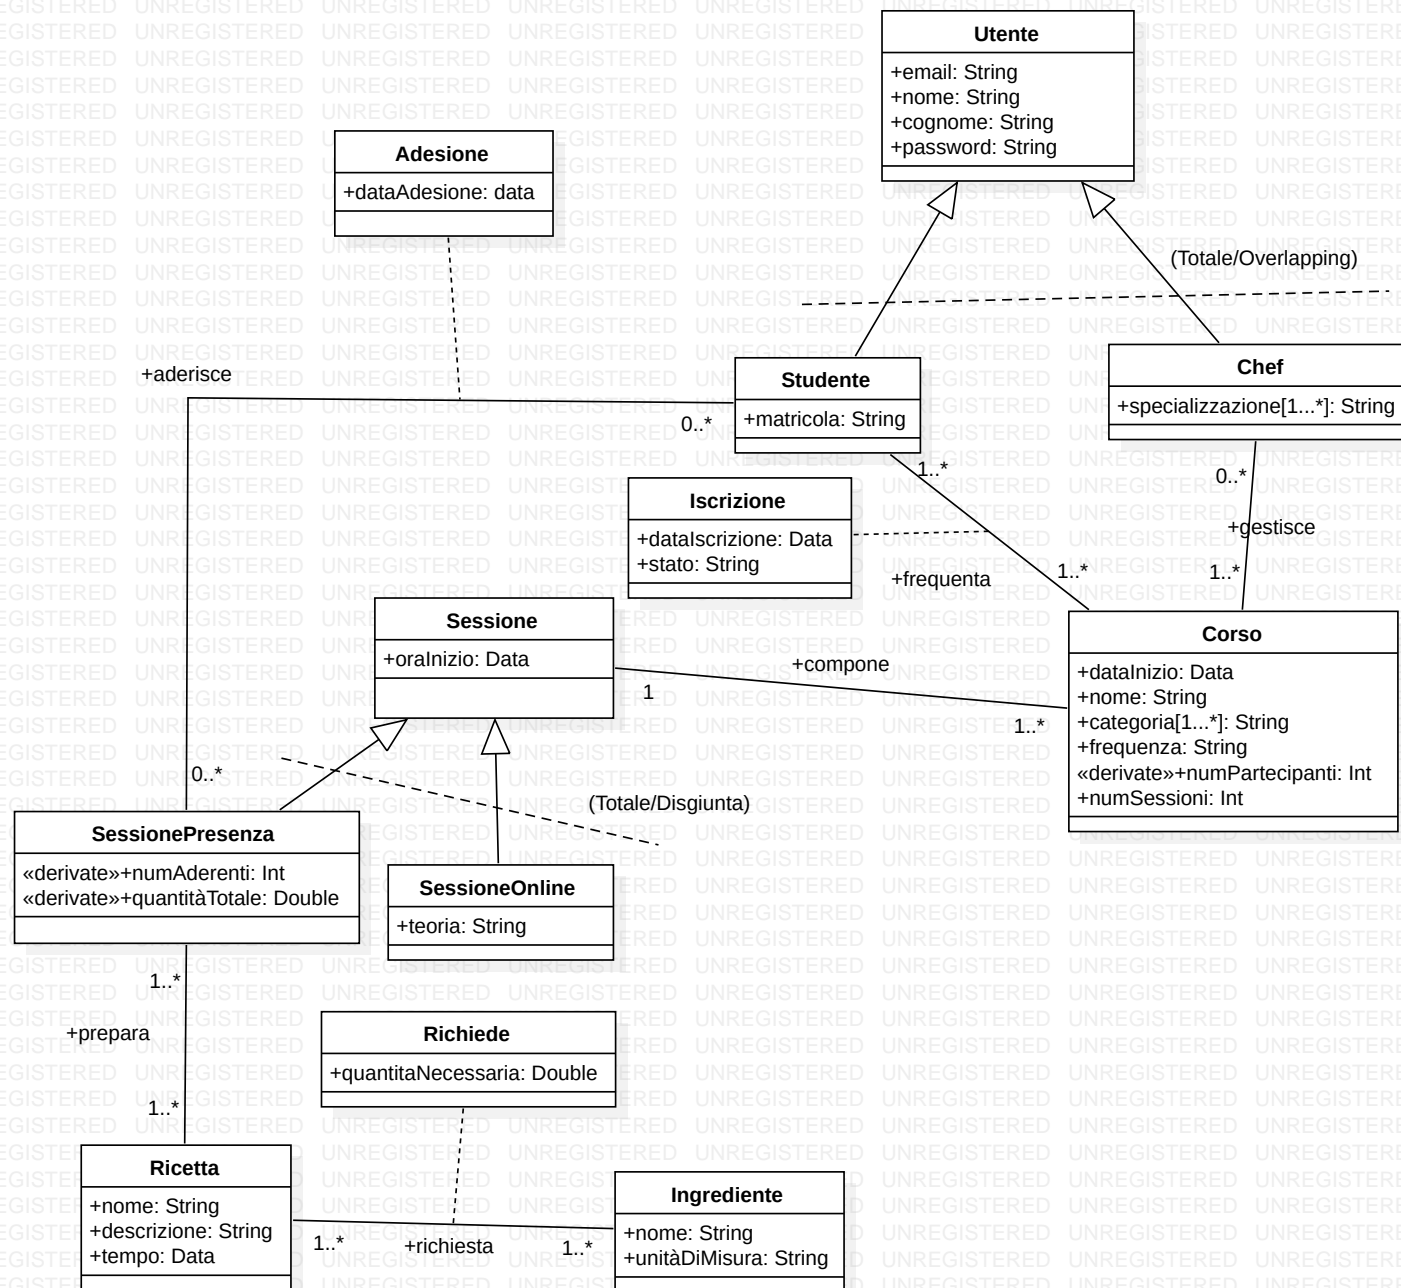 Utente
+email: String
+nome: String
+cognome: String
+password: String
Adesione
+dataAdesione: data
(Totale/Overlapping)
+aderisce
0..*
Studente
+matricola: String
Chef
+specializzazione[1...*]: String
1..*
0..*
+gestisce
1..*
Iscrizione
+dataIscrizione: Data
+stato: String
+frequenta
1..*
Sessione
+oraInizio: Data
+compone
1
1..*
Corso
+dataInizio: Data
+nome: String
+categoria[1...*]: String
+frequenza: String
«derivate»+numPartecipanti: Int
+numSessioni: Int
0..*
(Totale/Disgiunta)
SessionePresenza
«derivate»+numAderenti: Int
«derivate»+quantitàTotale: Double
SessioneOnline
+teoria: String
1..*
+prepara
1..*
Richiede
+quantitaNecessaria: Double
Ricetta
+nome: String
+descrizione: String
+tempo: Data
1..*
+richiesta
1..*
Ingrediente
+nome: String
+unitàDiMisura: String
UNREGISTERED